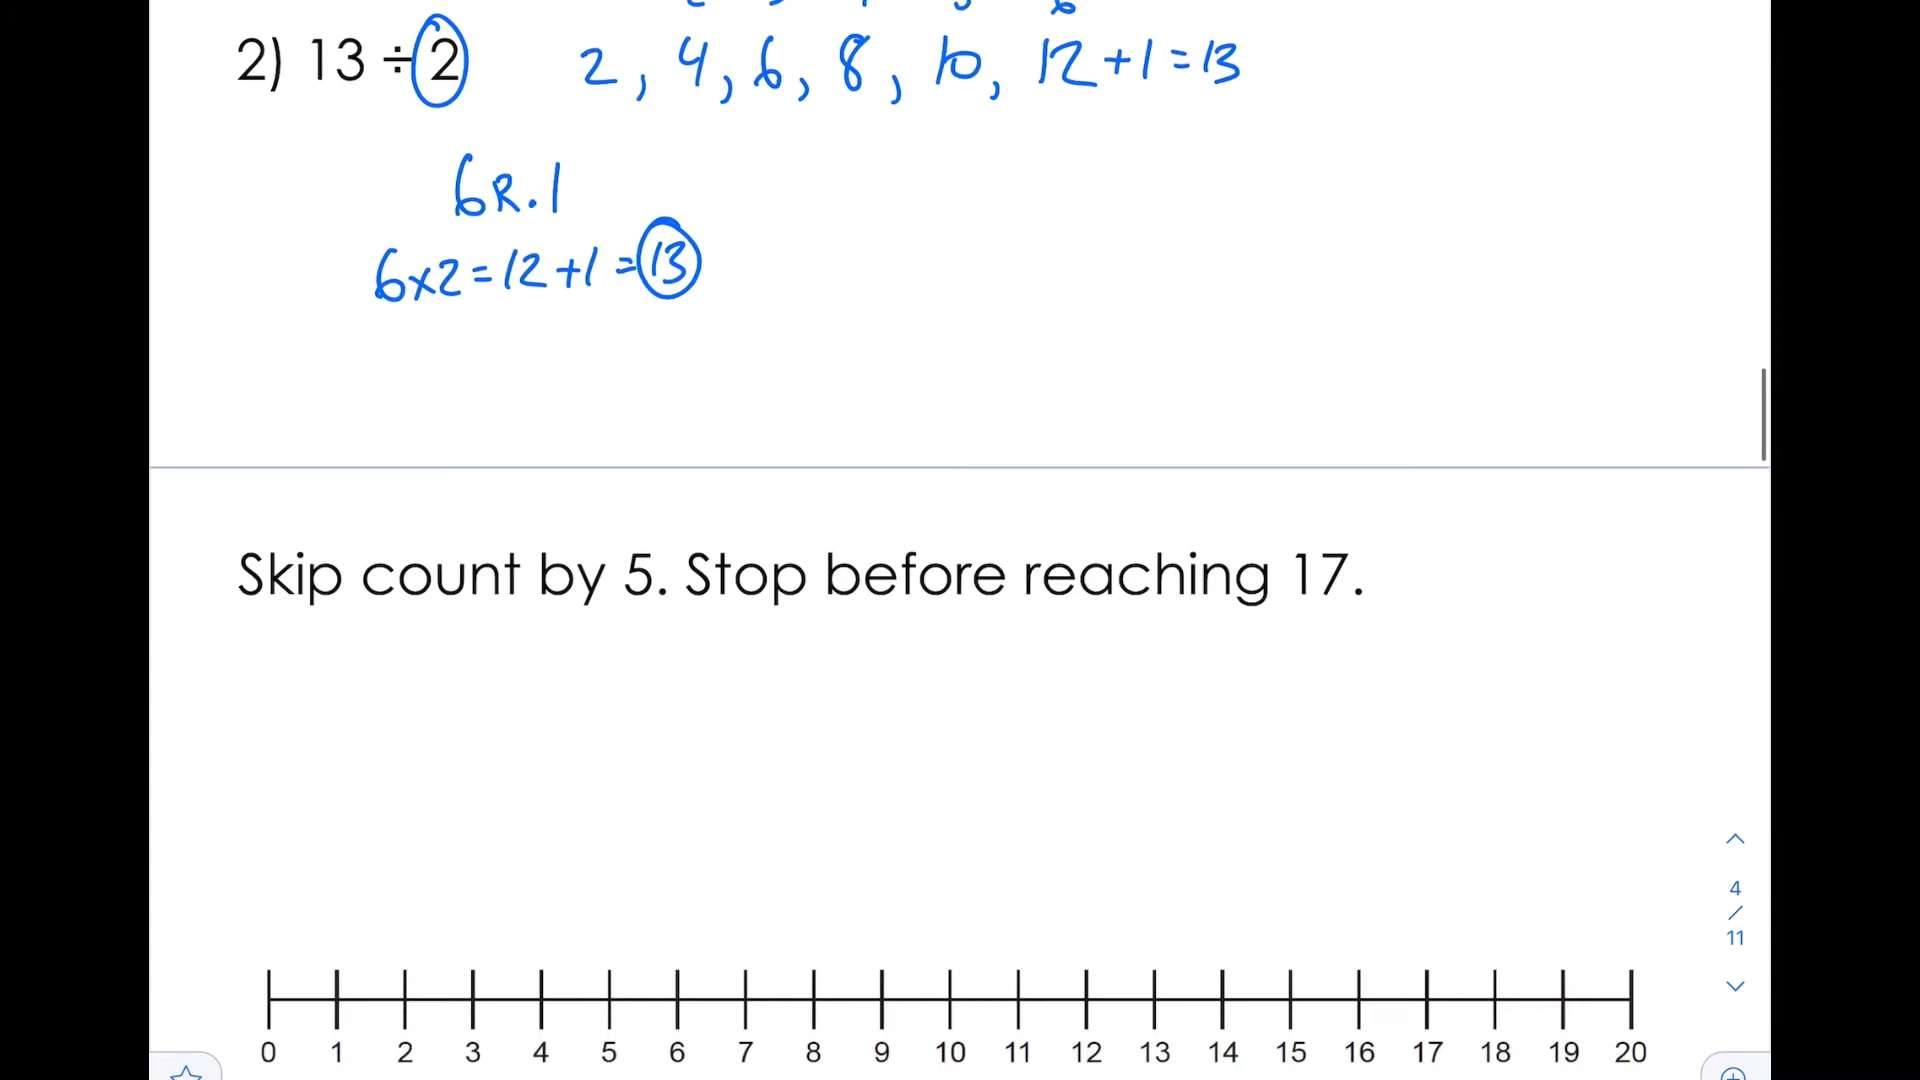 2) 13 ÷ 2 2, 4, 6, 8, 10, 12 + 1 = 13
6 R. 1
6 x 2 = 12 + 1 = 13
Skip count by 5. Stop before reaching 17.
4
/
11
0 1 2 3 4 5 6 7 8 9 10 11 12 13 14 15 16 17 18 19 20